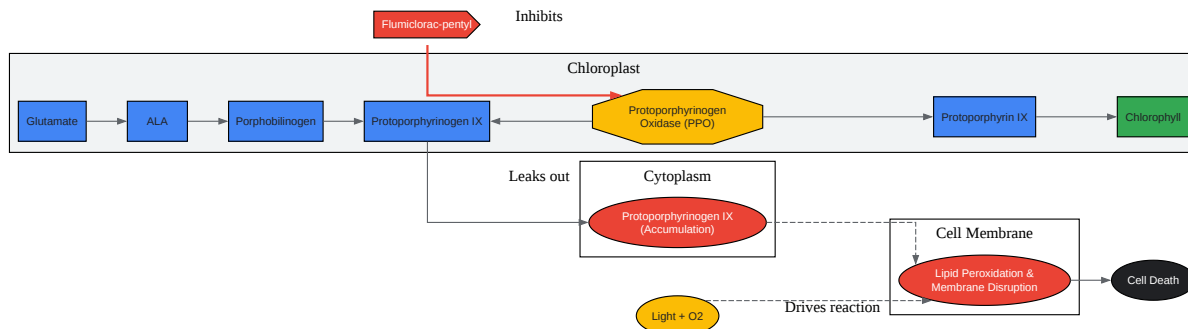 Flumiclorac-pentyl
Inhibits
Chloroplast
Glutamate
ALA
Porphobilinogen
Protoporphyrinogen IX
Protoporphyrinogen
Oxidase (PPO)
Protoporphyrin IX
Chlorophyll
Leaks out
Cytoplasm
Protoporphyrinogen IX
(Accumulation)
Cell Membrane
Lipid Peroxidation &
Membrane Disruption
Cell Death
Drives reaction
Light + O2